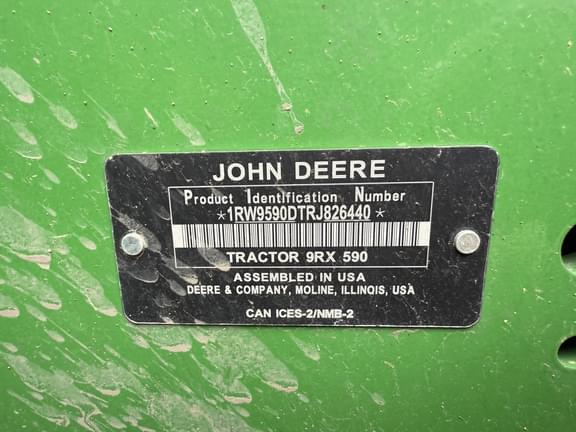 JOHN DEERE
Product Identification Number
*1RW9590DTRJ826440*
TRACTOR 9RX 590
ASSEMBLED IN USA
DEERE & COMPANY, MOLINE, ILLINOIS, USA
CAN ICES-2/NMB-2